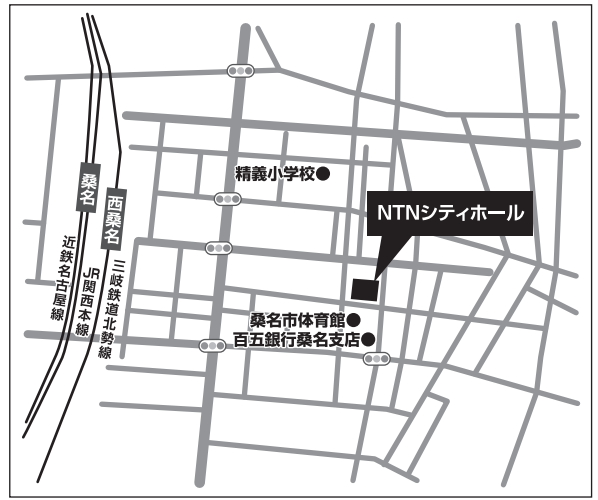 精義小学校
NTNシティホール
桑名
西桑名
近鉄名古屋線
JR関西本線
三岐鉄道北勢線
桑名市体育館
百五銀行桑名支店